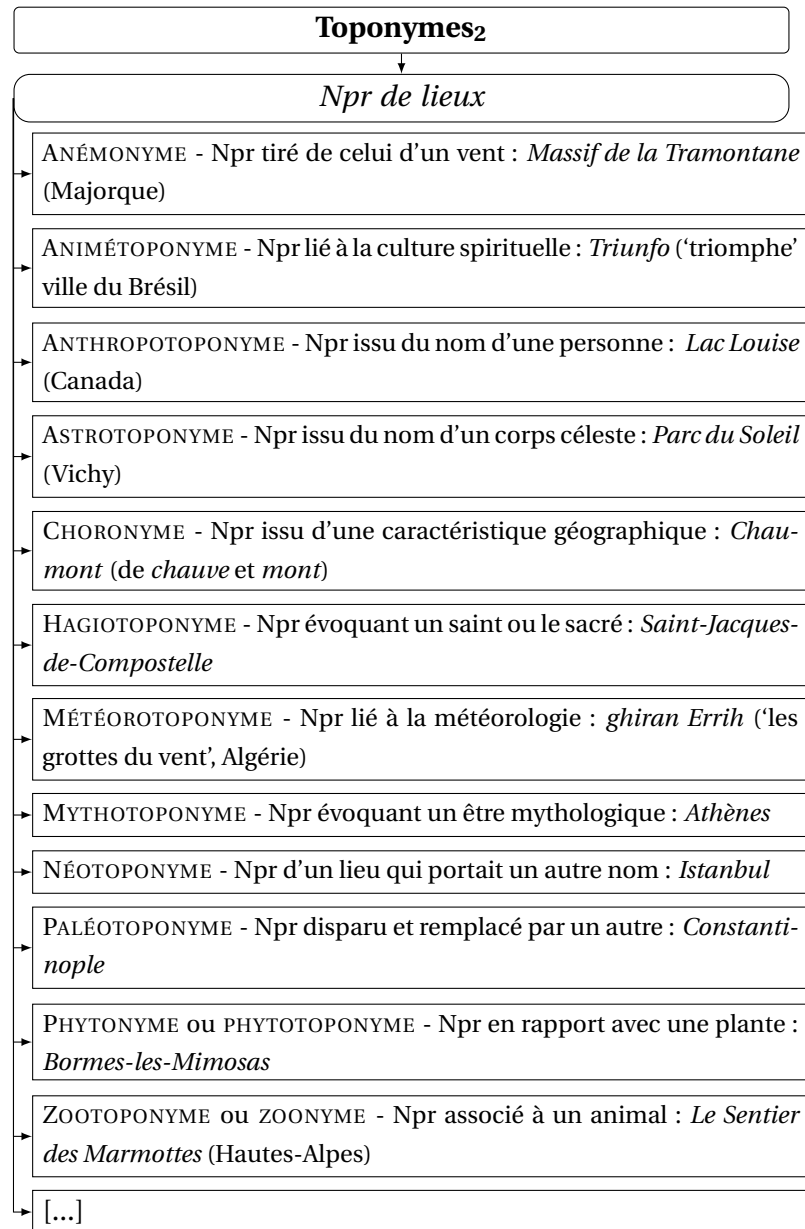 Toponymes₂
Npr de lieux
ANÉMONYME - Npr tiré de celui d'un vent : Massif de la Tramontane
(Majorque)
ANIMÉTOPONYME - Npr lié à la culture spirituelle : Triunfo (‘triomphe’
ville du Brésil)
ANTHROPOTOPONYME - Npr issu du nom d'une personne : Lac Louise
(Canada)
ASTROTOPONYME - Npr issu du nom d'un corps céleste : Parc du Soleil
(Vichy)
CHORONYME - Npr issu d'une caractéristique géographique : Chau-
mont (de chauve et mont)
HAGIOTOPONYME - Npr évoquant un saint ou le sacré : Saint-Jacques-
de-Compostelle
MÉTÉOROTOPONYME - Npr lié à la météorologie : ghiran Errih (‘les
grottes du vent’, Algérie)
MYTHOTOPONYME - Npr évoquant un être mythologique : Athènes
NÉOTOPONYME - Npr d'un lieu qui portait un autre nom : Istanbul
PALÉOTOPONYME - Npr disparu et remplacé par un autre : Constanti-
nople
PHYTONYME ou PHYTOTOPONYME - Npr en rapport avec une plante :
Bormes-les-Mimosas
ZOOTOPONYME ou ZOONYME - Npr associé à un animal : Le Sentier
des Marmottes (Hautes-Alpes)
[...]